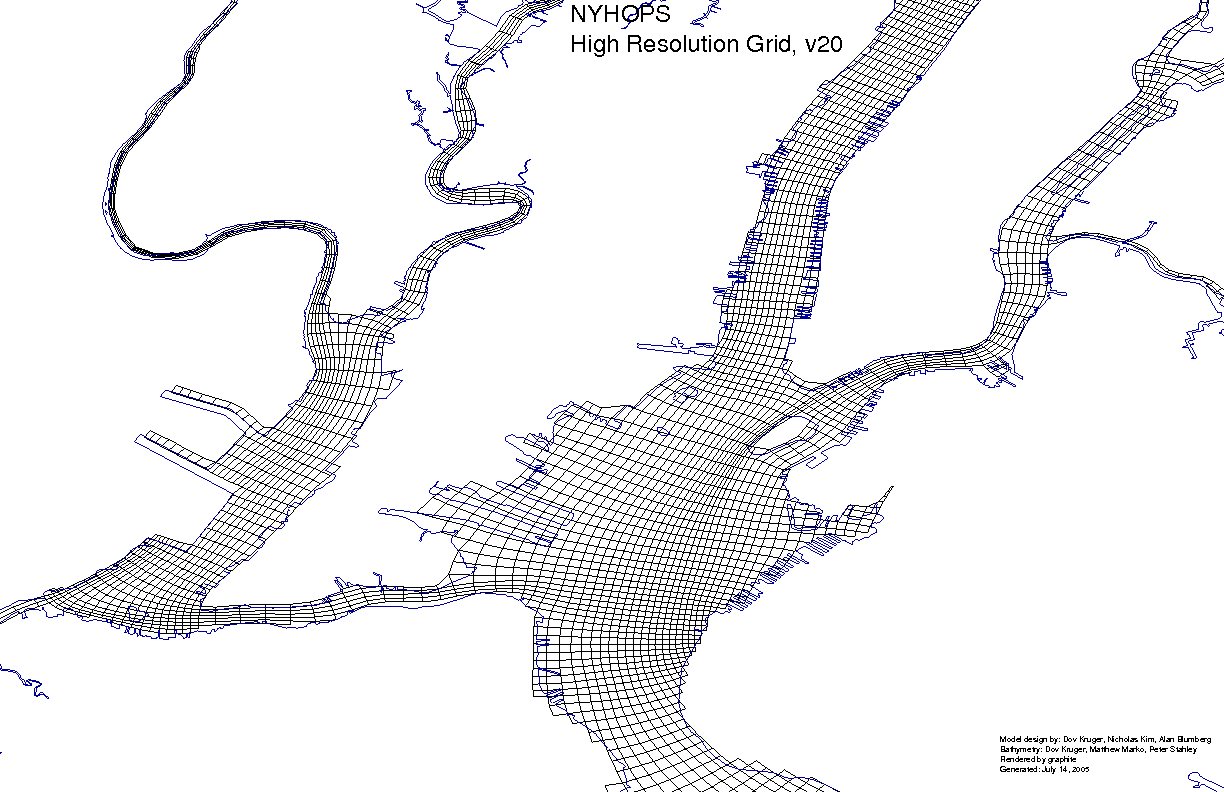 NYHOPS
High Resolution Grid, v20
Model design by: Dov Kruger, Nicholas Kim, Alan Blumberg
Bathymetry: Dov Kruger, Matthew Marko, Peter Stahley
Rendered by graphite
Generated: July 14, 2005